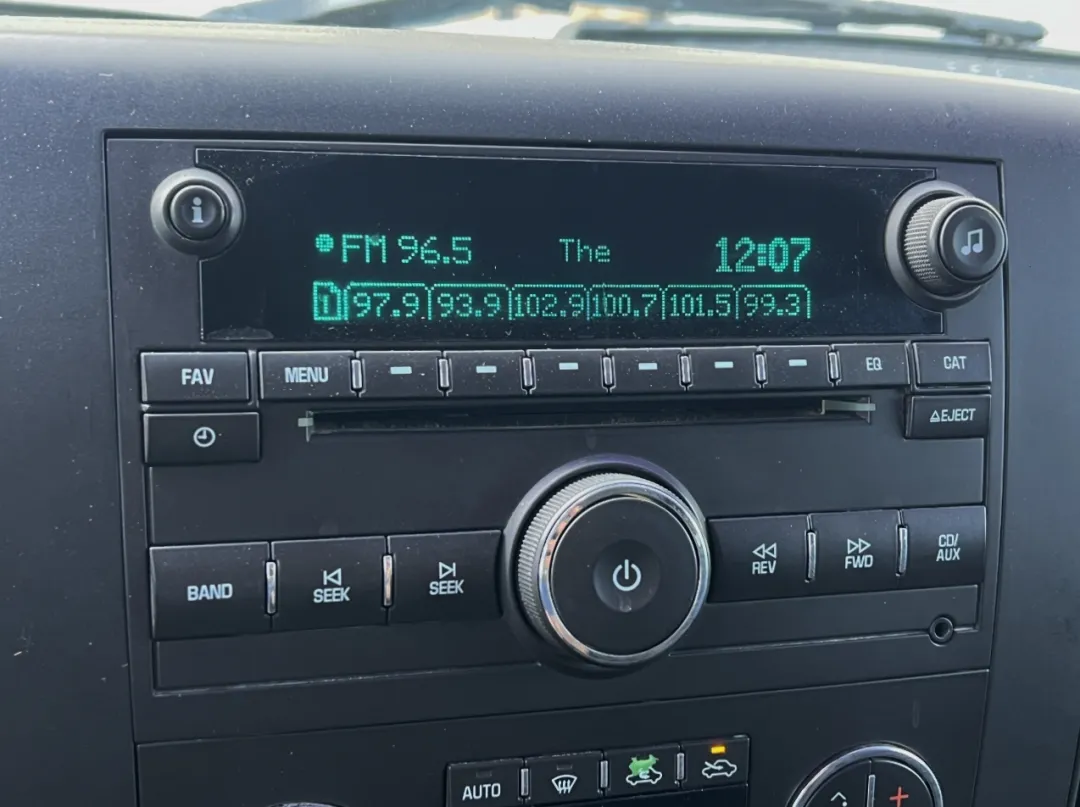 FM 96.5 The 12:07
1 97.9 93.9 102.9 100.7 101.5 99.3
FAV MENU EQ CAT
EJECT
BAND SEEK SEEK REV FWD CD/
AUX
AUTO